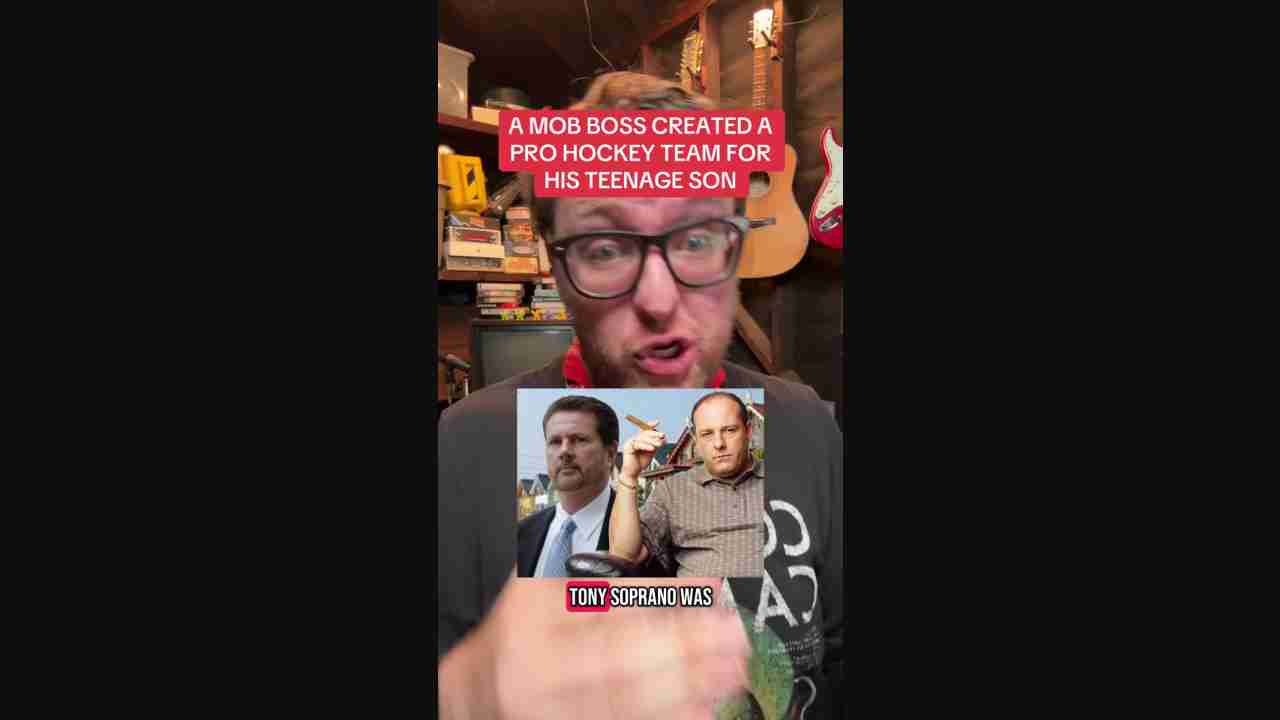 A MOB BOSS CREATED A
PRO HOCKEY TEAM FOR
HIS TEENAGE SON
TONY SOPRANO WAS